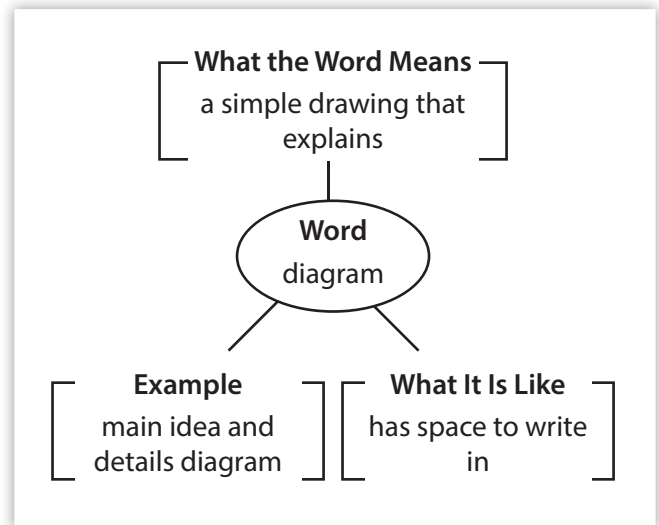 What the Word Means
a simple drawing that
explains
Word
diagram
Example
main idea and
details diagram
What It Is Like
has space to write
in